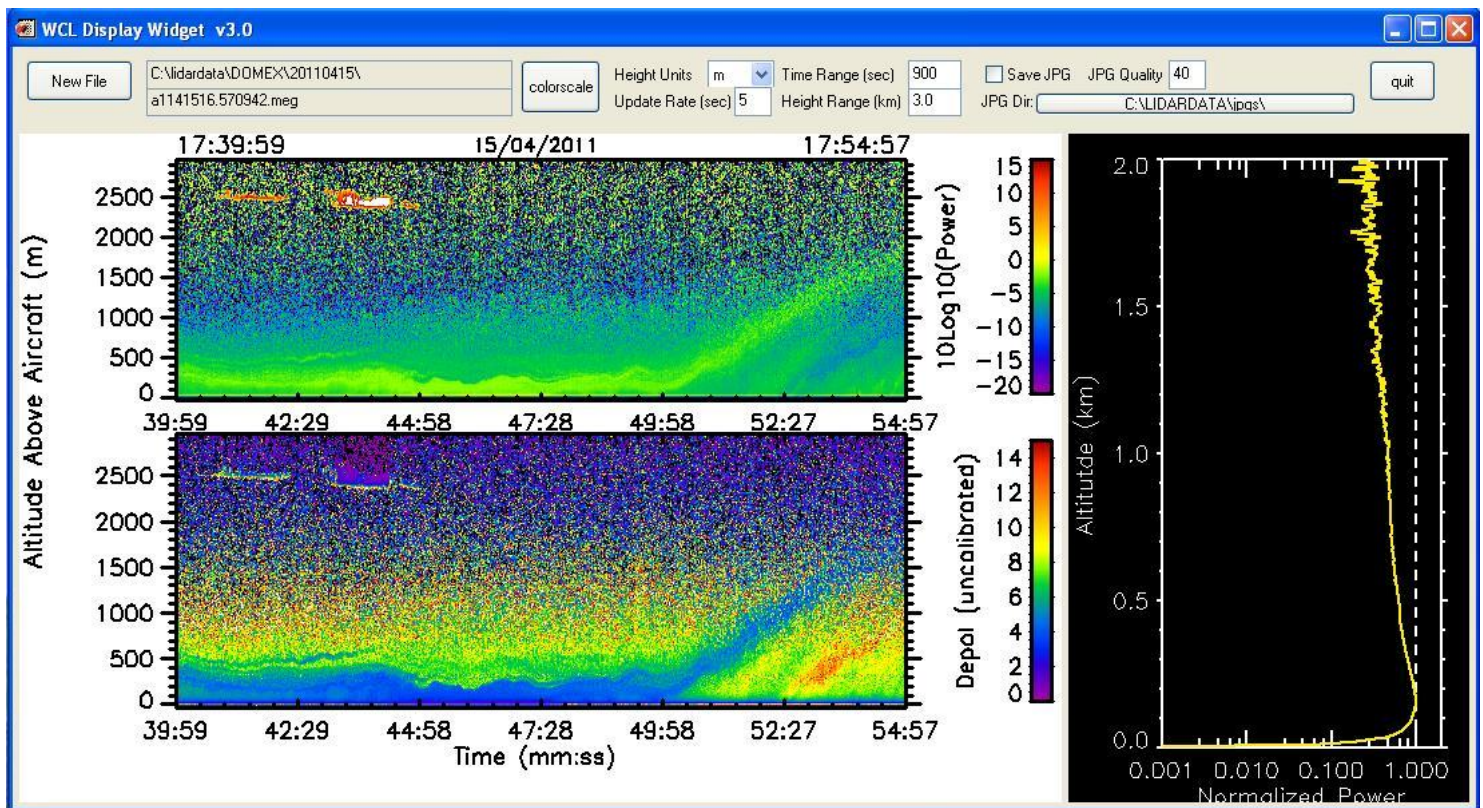 WCL Display Widget v3.0
New File
C:\lidardata\DOMEX\20110415\
a1141516.570942.meg
colorscale
Height Units m
Update Rate (sec) 5
Time Range (sec) 900
Height Range (km) 3.0
Save JPG JPG Quality 40
JPG Dir: C:\LIDARDATA\jpgs\
quit
17:39:59 15/04/2011 17:54:57
Altitude Above Aircraft (m)
2500
2000
1500
1000
500
0
39:59 42:29 44:58 47:28 49:58 52:27 54:57
10Log10(Power)
15
10
5
0
-5
-10
-15
-20
2500
2000
1500
1000
500
0
39:59 42:29 44:58 47:28 49:58 52:27 54:57
Time (mm:ss)
Depol (uncalibrated)
14
12
10
8
6
4
2
0
Altitutde (km)
2.0
1.5
1.0
0.5
0.0
0.001 0.010 0.100 1.000
Normalized Power